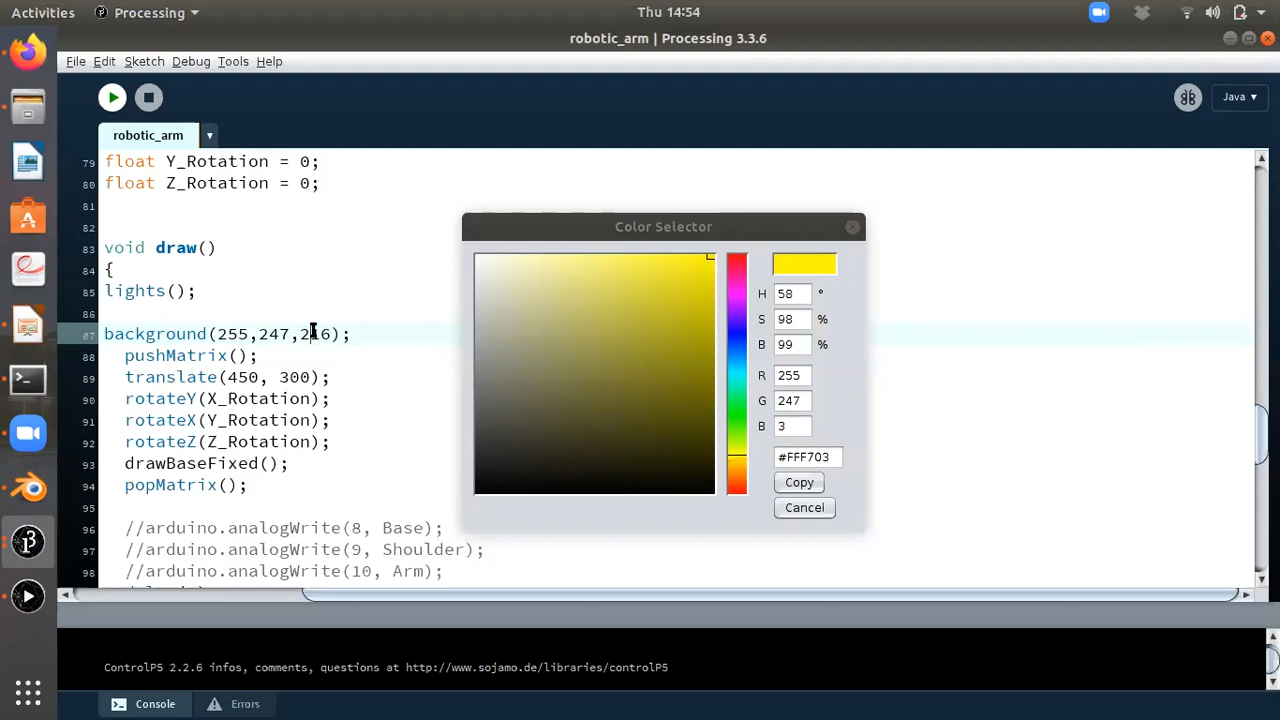 Activities
Processing
Thu 14:54
robotic_arm | Processing 3.3.6
File Edit Sketch Debug Tools Help
Java
robotic_arm
79 float Y_Rotation = 0;
80 float Z_Rotation = 0;
81
82
83 void draw()
84 {
85 lights();
86
87 background(255,247,216);
88 pushMatrix();
89 translate(450, 300);
90 rotateY(X_Rotation);
91 rotateX(Y_Rotation);
92 rotateZ(Z_Rotation);
93 drawBaseFixed();
94 popMatrix();
95
96 //arduino.analogWrite(8, Base);
97 //arduino.analogWrite(9, Shoulder);
98 //arduino.analogWrite(10, Arm);
Color Selector
H 58 °
S 98 %
B 99 %
R 255
G 247
B 3
#FFF703
Copy
Cancel
ControlP5 2.2.6 infos, comments, questions at http://www.sojamo.de/libraries/controlP5
Console
Errors